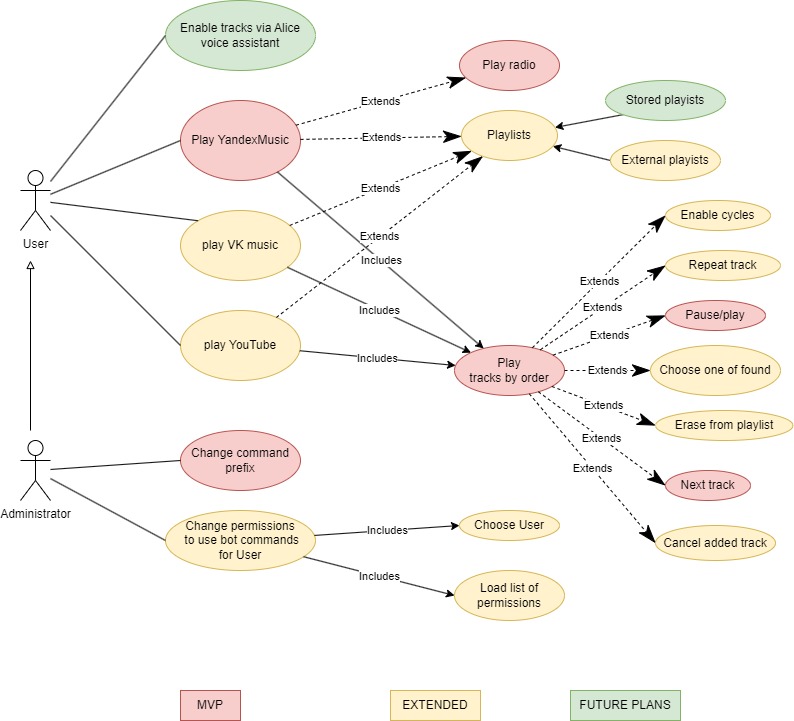 Enable tracks via Alice
voice assistant
Play radio
Extends
Stored playists
Play YandexMusic
Extends
Playlists
External playists
Extends
User
play VK music
Extends
Includes
Enable cycles
Repeat track
Extends
Extends
Includes
Pause/play
Extends
play YouTube
Includes
Play
tracks by order
Extends
Choose one of found
Extends
Erase from playlist
Extends
Change command
prefix
Extends
Next track
Administrator
Change permissions
to use bot commands
for User
Includes
Choose User
Cancel added track
Includes
Load list of
permissions
MVP
EXTENDED
FUTURE PLANS